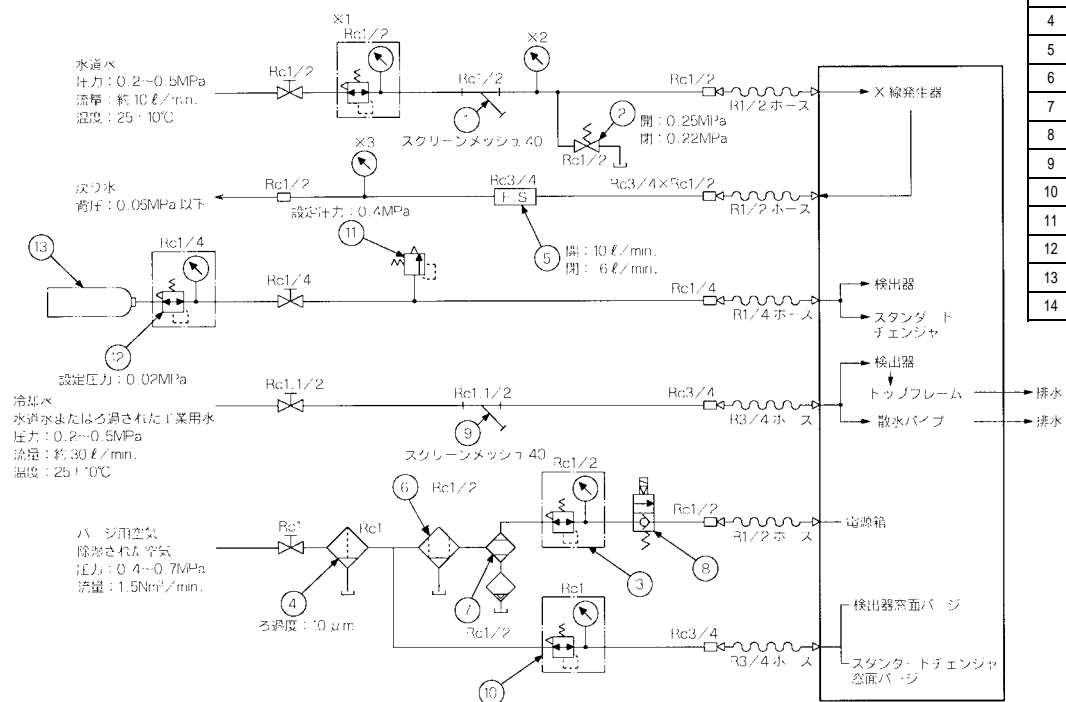 ※1
Rc1/2
※2
4
5
6
7
8
9
10
11
12
13
14
水道水
圧力：0.2～0.5MPa
流量：約10ℓ/min.
温度：25±10℃
Rc1/2
Rc1/2
①
スクリーンメッシュ40
②
開：0.25MPa
閉：0.22MPa
Rc1/2
Rc1/2
R1/2ホース
X線発生器
※3
戻り水
背圧：0.05MPa以下
Rc1/2
設定圧力：0.4MPa
Rc3/4
F.S
⑤
開：10ℓ/min.
閉： 6ℓ/min.
Rc3/4×Rc1/2
R1/2ホース
⑪
⑬
Rc1/4
Rc1/4
⑫
設定圧力：0.02MPa
Rc1/4
R1/4ホース
検出器
スタンダード
チェンジャ
冷却水
水道水またはろ過された工業用水
圧力：0.2～0.5MPa
流量：約30ℓ/min.
温度：25±10℃
Rc1.1/2
Rc1.1/2
⑨
スクリーンメッシュ40
Rc3/4
R3/4ホース
検出器
トップフレーム
排水
散水パイプ
排水
パージ用空気
除湿された空気
圧力：0.4～0.7MPa
流量：1.5Nm³/min.
Rc1
Rc1
④
ろ過度：10μm
⑥
Rc1/2
⑦
Rc1/2
Rc1/2
③
⑧
Rc1/2
R1/2ホース
電源箱
Rc1
⑩
Rc3/4
R3/4ホース
検出器窓面パージ
スタンダードチェンジャ
窓面パージ